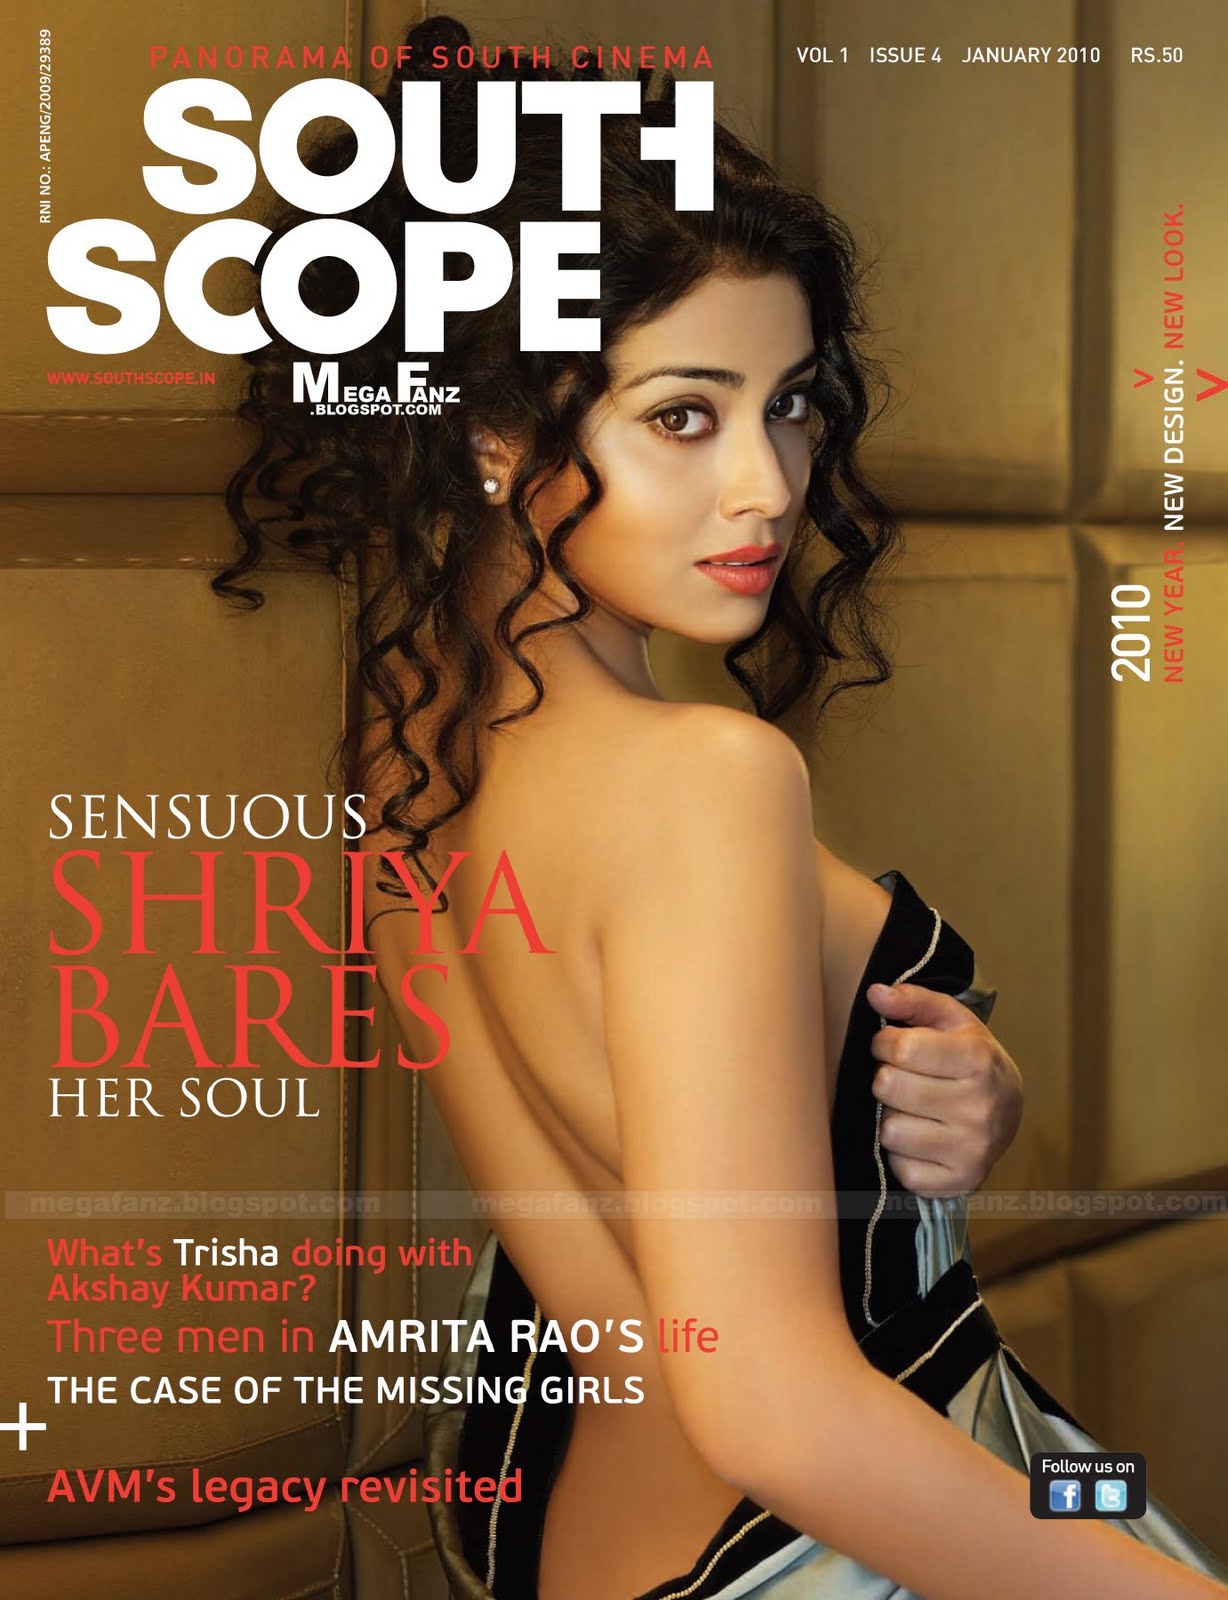 PANORAMA OF SOUTH CINEMA
VOL 1 ISSUE 4 JANUARY 2010 RS.50
RNI NO.: APENG/2009/29389
SOUTH
SCOPE
WWW.SOUTHSCOPE.IN
MEGA FANZ
.BLOGSPOT.COM
2010
NEW YEAR. NEW DESIGN. NEW LOOK.
SENSUOUS
SHRIYA
BARES
HER SOUL
megafanz.blogspot.com megafanz.blogspot.com megafanz.blogspot.com
What's Trisha doing with
Akshay Kumar?
Three men in AMRITA RAO'S life
THE CASE OF THE MISSING GIRLS
+
AVM's legacy revisited
Follow us on
f t